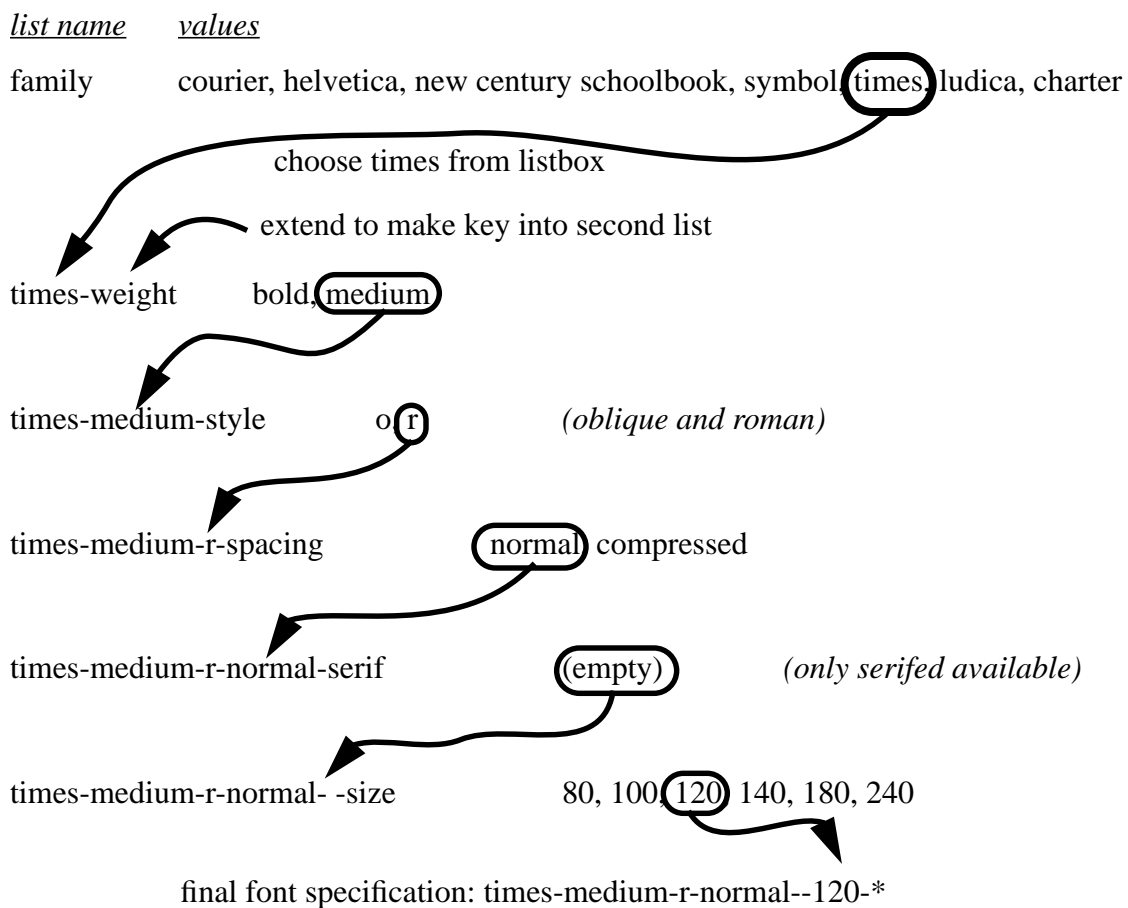 list name values
family courier, helvetica, new century schoolbook, symbol, times, ludica, charter
choose times from listbox
extend to make key into second list
times-weight bold, medium
times-medium-style o, r (oblique and roman)
times-medium-r-spacing normal, compressed
times-medium-r-normal-serif (empty) (only serifed available)
times-medium-r-normal- -size 80, 100, 120, 140, 180, 240
final font specification: times-medium-r-normal--120-*